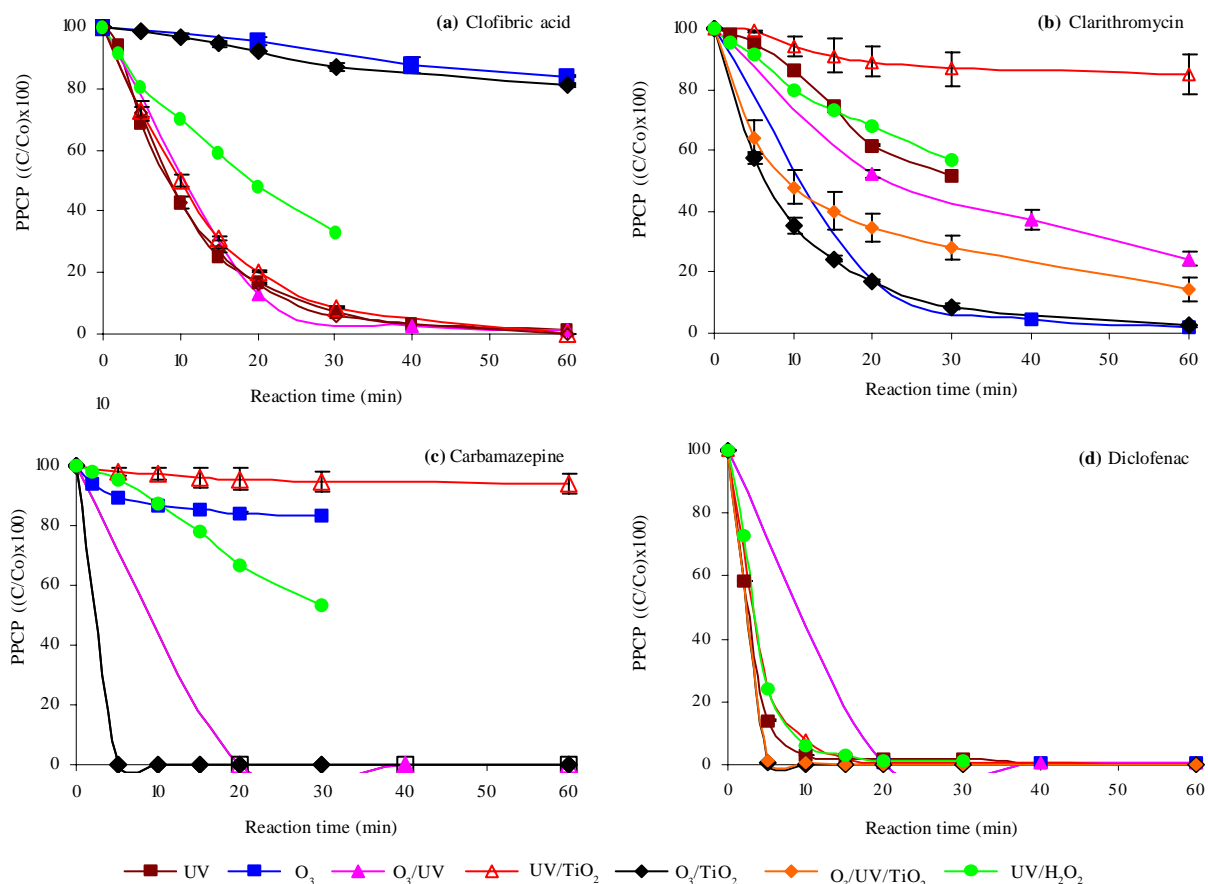 (a) Clofibric acid
PPCP ((C/Co)x100)
100
80
60
40
20
0
0 10 20 30 40 50 60
Reaction time (min)
10
(b) Clarithromycin
PPCP ((C/Co)x100)
100
80
60
40
20
0
0 10 20 30 40 50 60
Reaction time (min)
(c) Carbamazepine
PPCP ((C/Co)x100)
100
80
60
40
20
0
0 10 20 30 40 50 60
Reaction time (min)
(d) Diclofenac
PPCP ((C/Co)x100)
100
80
60
40
20
0
0 10 20 30 40 50 60
Reaction time (min)
UV O₃ O₃/UV UV/TiO₂ O₃/TiO₂ O₃/UV/TiO₂ UV/H₂O₂